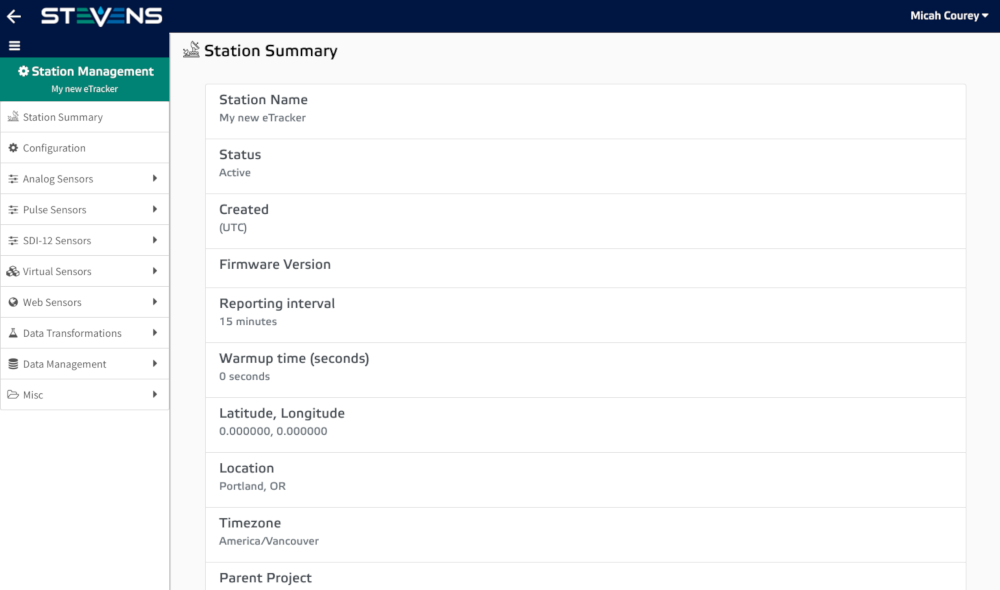 STEVENS
Micah Courey
Station Management
My new eTracker
Station Summary
Configuration
Analog Sensors
Pulse Sensors
SDI-12 Sensors
Virtual Sensors
Web Sensors
Data Transformations
Data Management
Misc
Station Summary
Station Name
My new eTracker
Status
Active
Created
(UTC)
Firmware Version
Reporting interval
15 minutes
Warmup time (seconds)
0 seconds
Latitude, Longitude
0.000000, 0.000000
Location
Portland, OR
Timezone
America/Vancouver
Parent Project